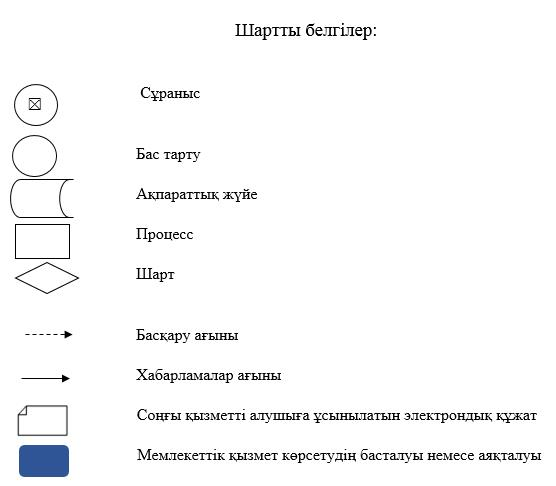 Шартты белгілер:
Сұраныс
Бас тарту
Ақпараттық жүйе
Процесс
Шарт
Басқару ағыны
Хабарламалар ағыны
Соңғы қызметті алушыға ұсынылатын электрондық құжат
Мемлекеттік қызмет көрсетудің басталуы немесе аяқталуы